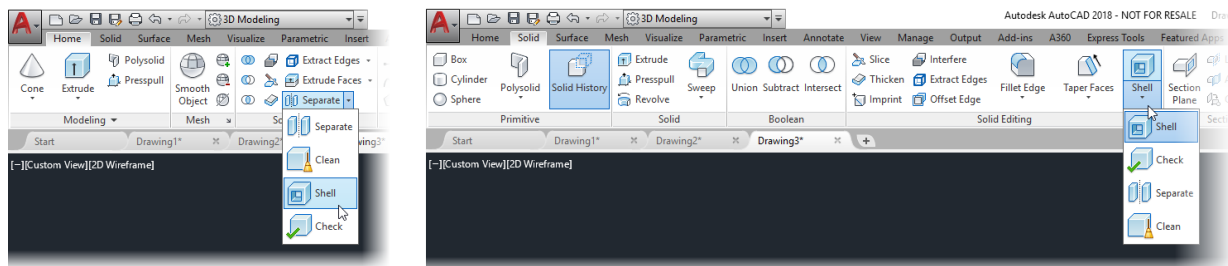 3D Modeling
Home Solid Surface Mesh Visualize Parametric Insert
Cone
Extrude
Polysolid
Presspull
Smooth
Object
Extract Edges
Extrude Faces
Separate
Modeling
Mesh
Start Drawing1* Drawing2*
[−][Custom View][2D Wireframe]
Separate
Clean
Shell
Check
3D Modeling
Autodesk AutoCAD 2018 - NOT FOR RESALE
Home Solid Surface Mesh Visualize Parametric Insert Annotate View Manage Output Add-ins A360 Express Tools Featured Apps
Box
Cylinder
Sphere
Polysolid
Solid History
Extrude
Presspull
Revolve
Sweep
Union Subtract Intersect
Slice
Thicken
Imprint
Interfere
Extract Edges
Offset Edge
Fillet Edge
Taper Faces
Shell
Section
Plane
Primitive
Solid
Boolean
Solid Editing
Start Drawing1* Drawing2* Drawing3*
[−][Custom View][2D Wireframe]
Shell
Check
Separate
Clean